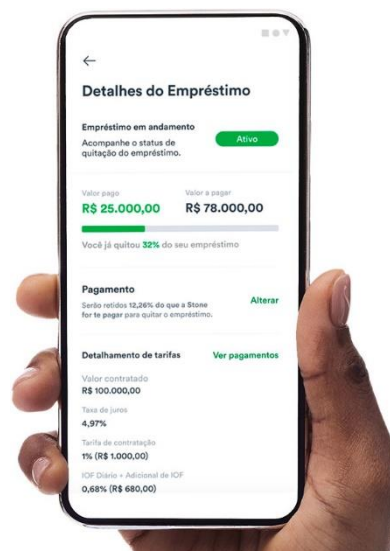 Detalhes do Empréstimo
Empréstimo em andamento
Acompanhe o status de
quitação do empréstimo.
Ativo
Valor pago
Valor a pagar
R$ 25.000,00
R$ 78.000,00
Você já quitou 32% do seu empréstimo
Pagamento
Serão retidos 12,26% do que a Stone
for te pagar para quitar o empréstimo.
Alterar
Detalhamento de tarifas
Ver pagamentos
Valor contratado
R$ 100.000,00
Taxa de juros
4,97%
Tarifa de contratação
1% (R$ 1.000,00)
IOF Diário + Adicional de IOF
0,68% (R$ 680,00)